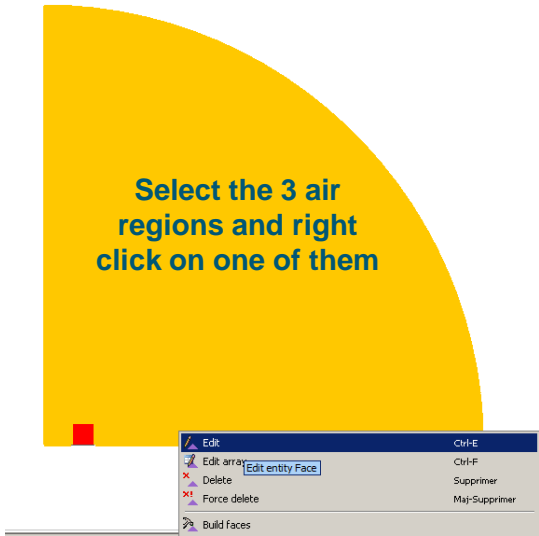 Select the 3 air
regions and right
click on one of them
Edit Ctrl-E
Edit array Ctrl-F
Edit entity Face
Delete Supprimer
Force delete Maj-Supprimer
Build faces